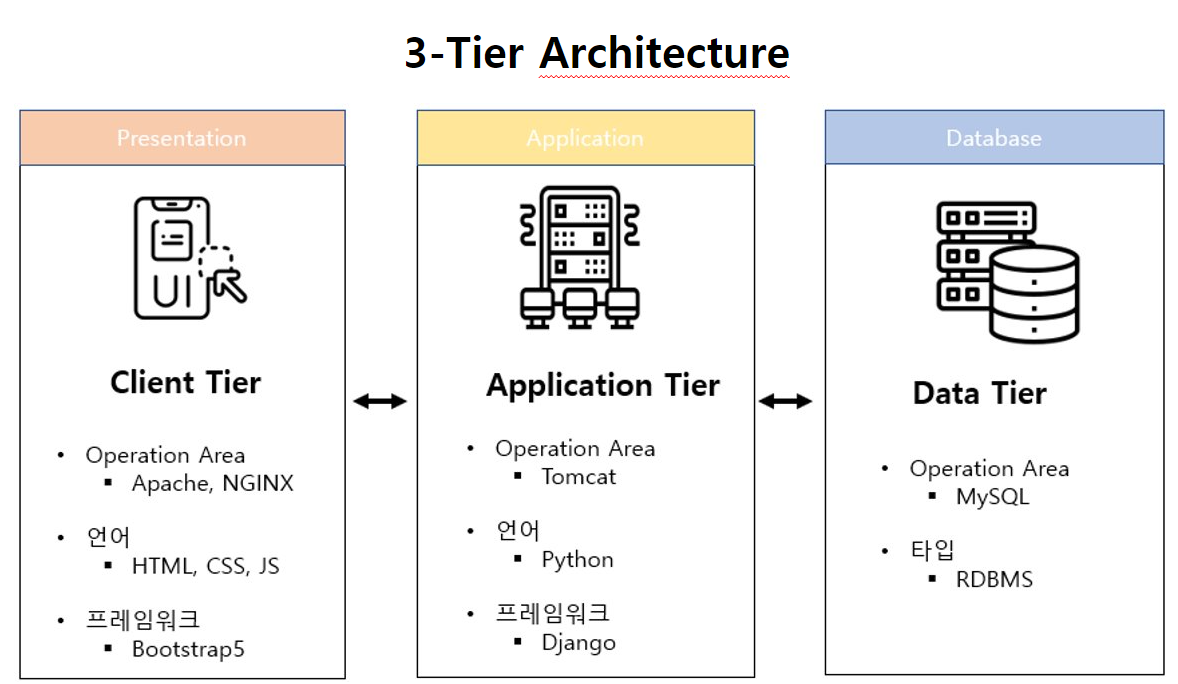 3-Tier Architecture
Presentation
UI
Client Tier
• Operation Area
▪ Apache, NGINX
• 언어
▪ HTML, CSS, JS
• 프레임워크
▪ Bootstrap5
Application
Application Tier
• Operation Area
▪ Tomcat
• 언어
▪ Python
• 프레임워크
▪ Django
Database
Data Tier
• Operation Area
▪ MySQL
• 타입
▪ RDBMS